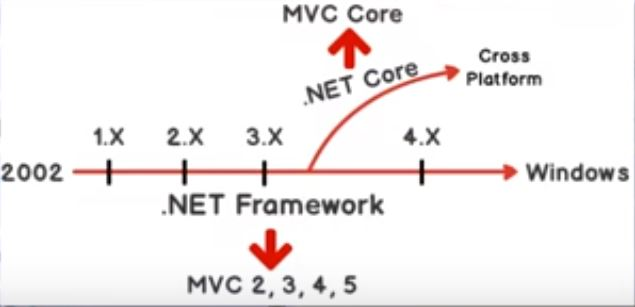 MVC Core
.NET Core
Cross
Platform
1.X 2.X 3.X 4.X
2002 Windows
.NET Framework
MVC 2, 3, 4, 5